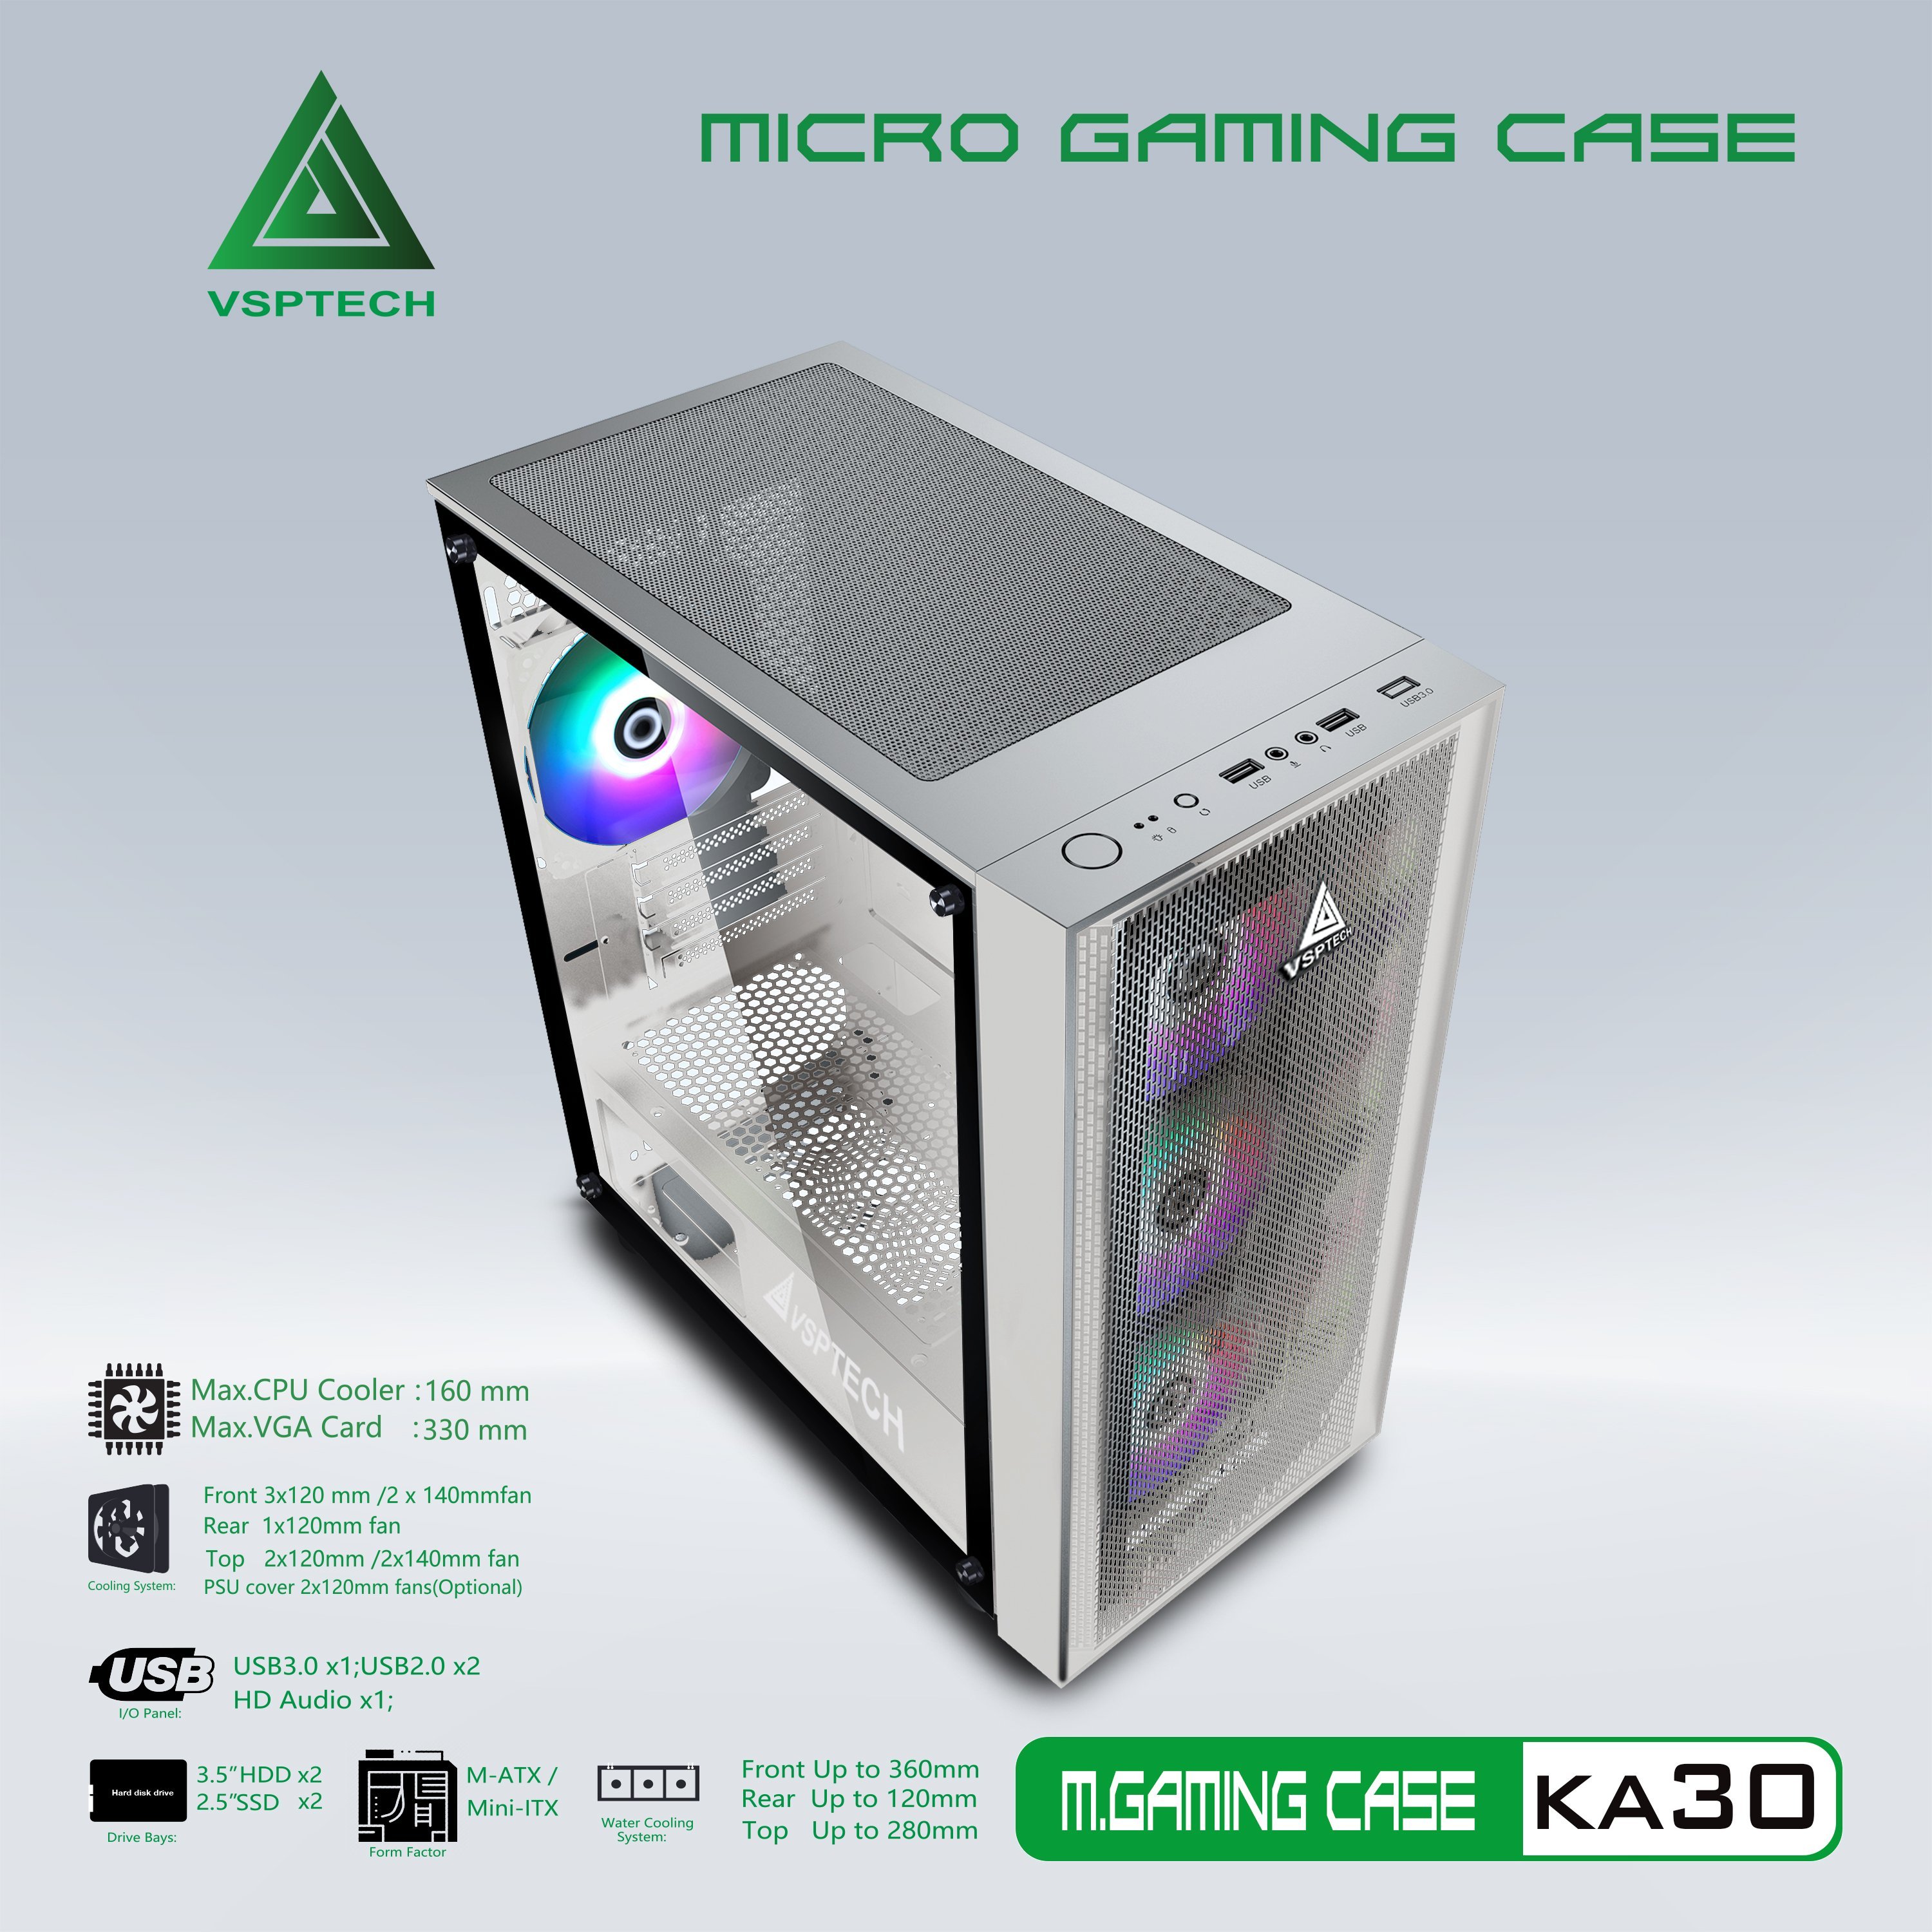 MICRO GAMING CASE
VSPTECH
USB3.0
USB
USB
VSPTECH
VSPTECH
Max.CPU Cooler :160 mm
Max.VGA Card :330 mm
Front 3x120 mm /2 x 140mmfan
Rear 1x120mm fan
Top 2x120mm /2x140mm fan
PSU cover 2x120mm fans(Optional)
Cooling System:
USB
USB3.0 x1;USB2.0 x2
HD Audio x1;
I/O Panel:
Hard disk drive
3.5"HDD x2
2.5"SSD x2
Drive Bays:
M-ATX /
Mini-ITX
Form Factor
Water Cooling
System:
Front Up to 360mm
Rear Up to 120mm
Top Up to 280mm
M.GAMING CASE KA30